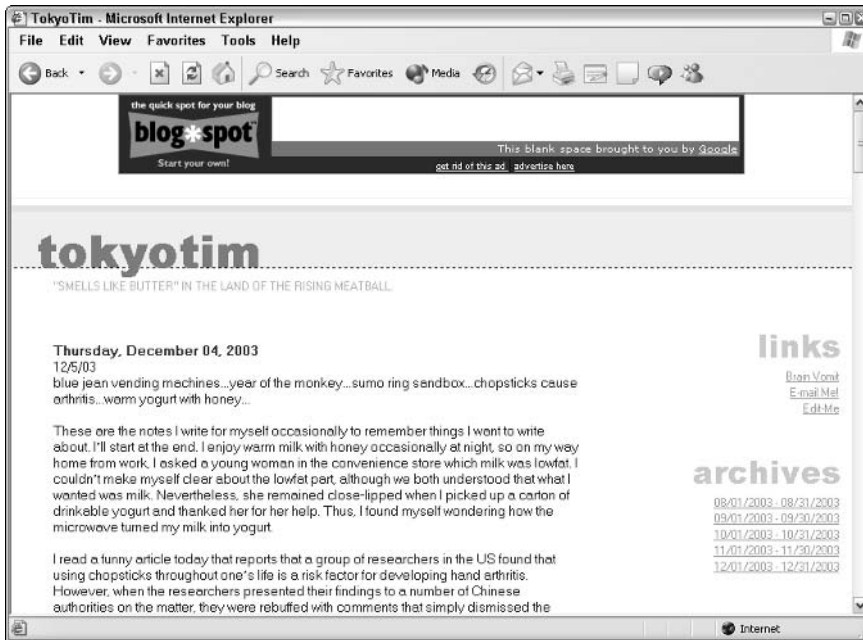 TokyoTim - Microsoft Internet Explorer
File Edit View Favorites Tools Help
Back Search Favorites Media
the quick spot for your blog
blog*spot™
Start your own!
This blank space brought to you by Google
get rid of this ad advertise here
tokyotim
"SMELLS LIKE BUTTER" IN THE LAND OF THE RISING MEATBALL.
Thursday, December 04, 2003
12/5/03
blue jean vending machines...year of the monkey...sumo ring sandbox...chopsticks cause
arthritis...warm yogurt with honey...
These are the notes I write for myself occasionally to remember things I want to write
about. I'll start at the end. I enjoy warm milk with honey occasionally at night, so on my way
home from work, I asked a young woman in the convenience store which milk was lowfat. I
couldn't make myself clear about the lowfat part, although we both understood that what I
wanted was milk. Nevertheless, she remained close-lipped when I picked up a carton of
drinkable yogurt and thanked her for her help. Thus, I found myself wondering how the
microwave turned my milk into yogurt.
I read a funny article today that reports that a group of researchers in the US found that
using chopsticks throughout one's life is a risk factor for developing hand arthritis.
However, when the researchers presented their findings to a number of Chinese
authorities on the matter, they were rebuffed with comments that simply dismissed the
links
Brain Vomit
E-mail Me!
Edit-Me
archives
08/01/2003 - 08/31/2003
09/01/2003 - 09/30/2003
10/01/2003 - 10/31/2003
11/01/2003 - 11/30/2003
12/01/2003 - 12/31/2003
Internet